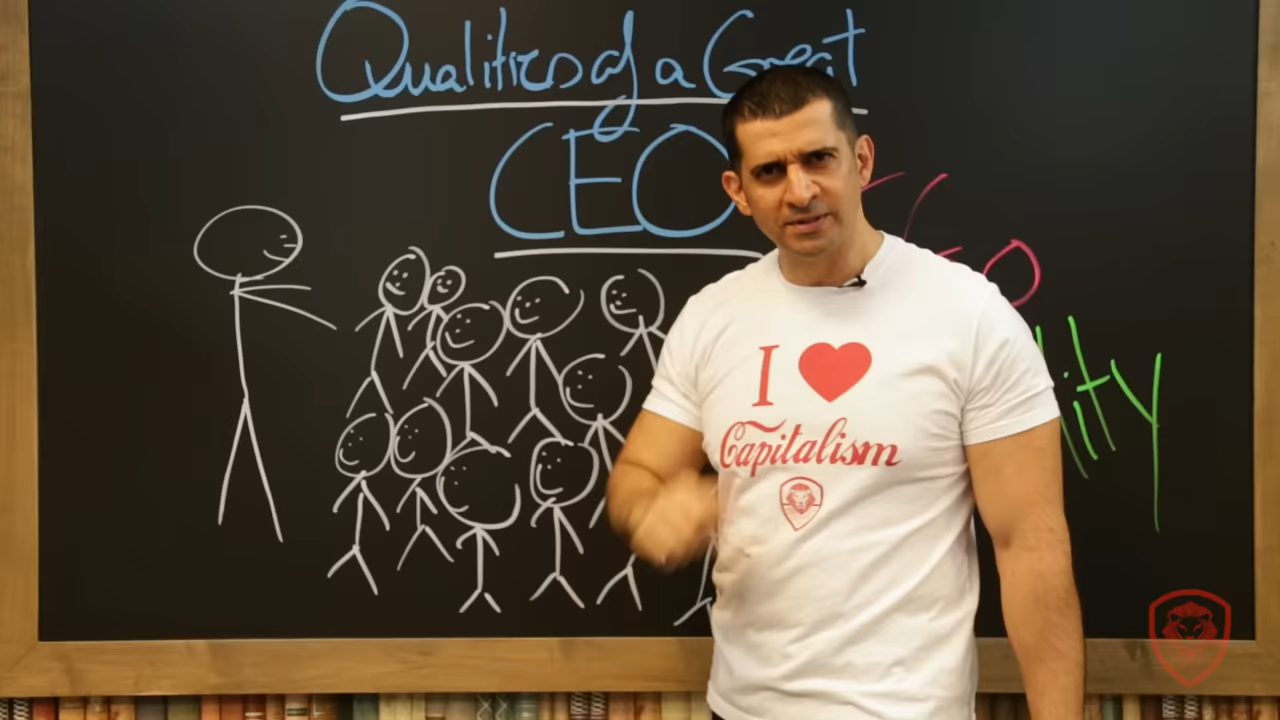 Qualities of a Great
CEO
I ❤
Capitalism